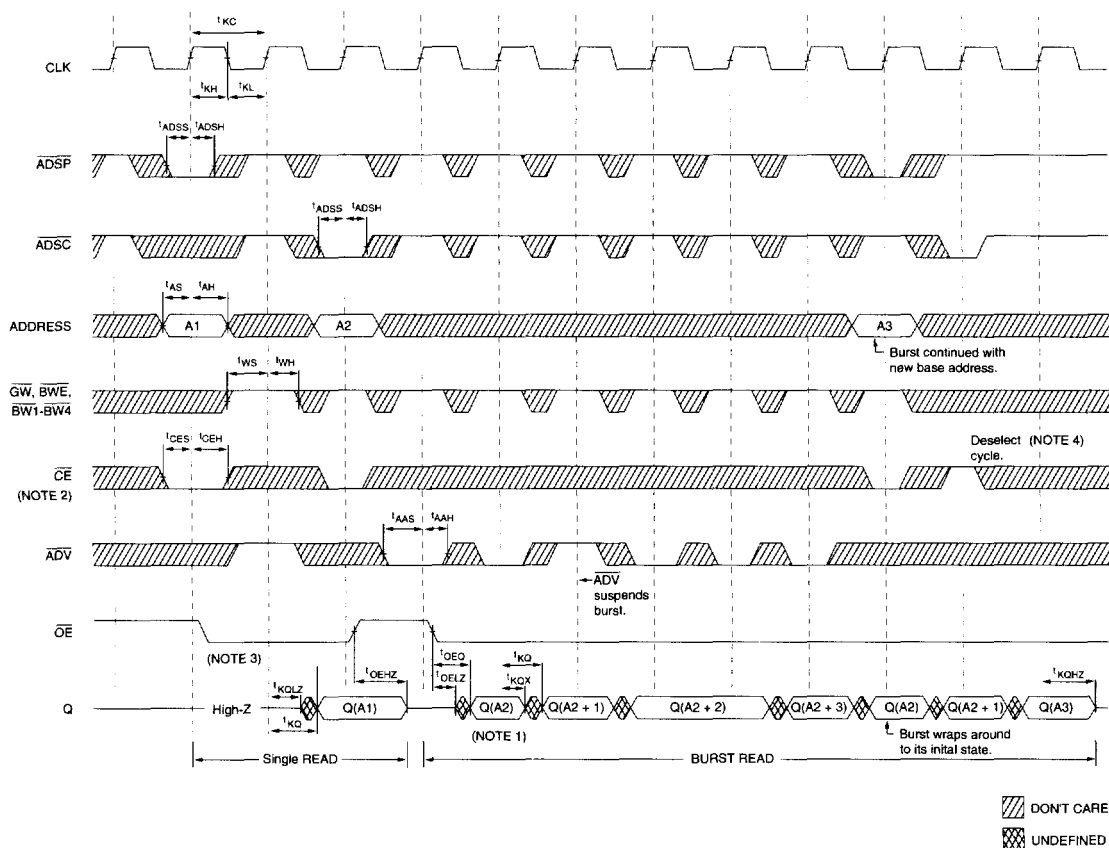 tKC
CLK
tKH tKL
tADSS tADSH
ADSP
tADSS tADSH
ADSC
tAS tAH
ADDRESS A1 A2 A3
Burst continued with
new base address.
tWS tWH
GW, BWE,
BW1-BW4
tCES tCEH
Deselect (NOTE 4)
cycle.
CE
(NOTE 2)
tAAS tAAH
ADV
ADV
suspends
burst.
OE
(NOTE 3)
tOEHZ tOEQ tOELZ tKQ tKQX tKQHZ
tKQLZ
Q High-Z Q(A1) Q(A2) Q(A2 + 1) Q(A2 + 2) Q(A2 + 3) Q(A2) Q(A2 + 1) Q(A3)
tKQ
(NOTE 1)
Burst wraps around
to its inital state.
Single READ BURST READ
DON'T CARE
UNDEFINED